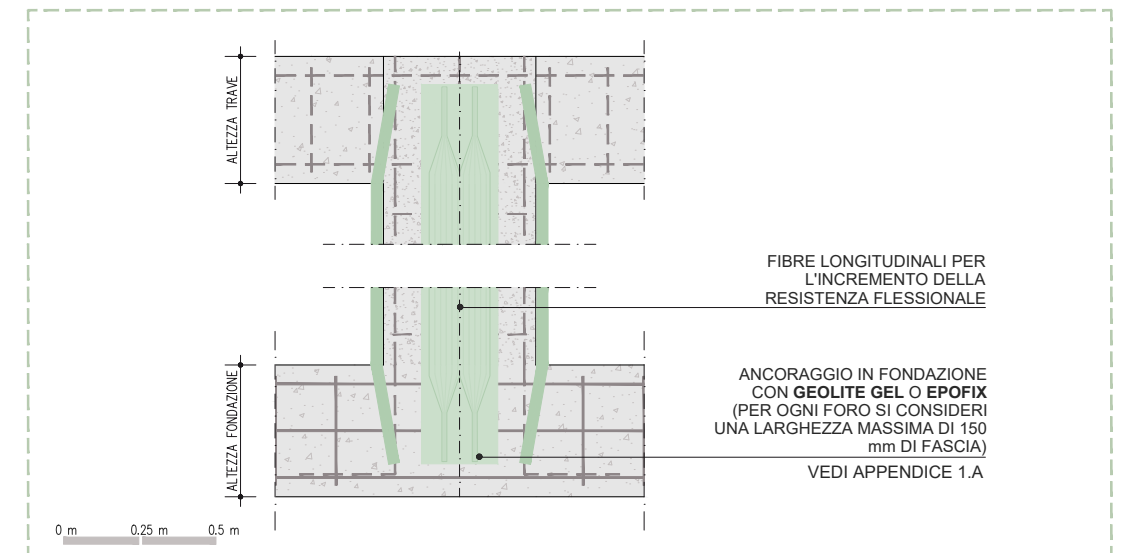 ALTEZZA TRAVE
FIBRE LONGITUDINALI PER
L'INCREMENTO DELLA
RESISTENZA FLESSIONALE
ALTEZZA FONDAZIONE
ANCORAGGIO IN FONDAZIONE
CON GEOLITE GEL O EPOFIX
(PER OGNI FORO SI CONSIDERI
UNA LARGHEZZA MASSIMA DI 150
mm DI FASCIA)
VEDI APPENDICE 1.A
0 m 0.25 m 0.5 m